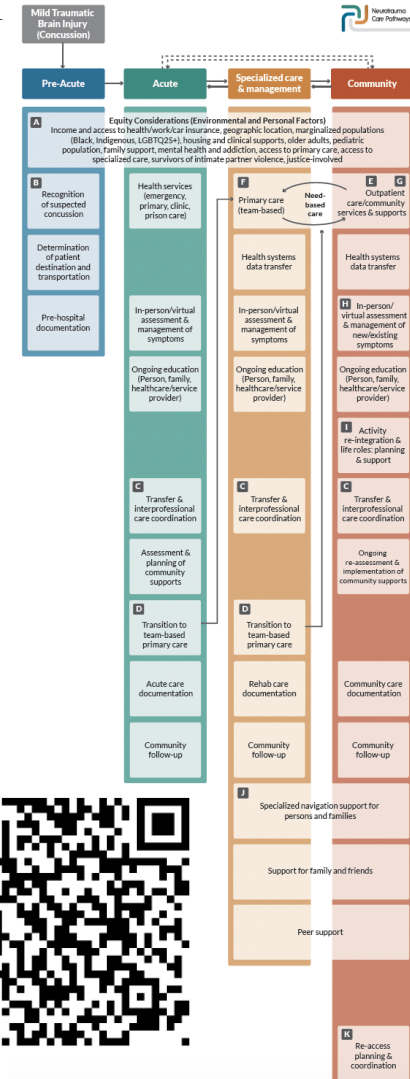 Mild Traumatic
Brain Injury
(Concussion)
Neurotrauma
Care Pathways
Pre-Acute
Acute
Specialized care
& management
Community
A
Equity Considerations (Environmental and Personal Factors)
Income and access to health/work/car insurance, geographic location, marginalized populations
(Black, Indigenous, LGBTQ2S+), housing and clinical supports, older adults, pediatric
population, family support, mental health and addiction, access to primary care, access to
specialized care, survivors of intimate partner violence, justice-involved
B
Recognition
of suspected
concussion
Determination
of patient
destination and
transportation
Pre-hospital
documentation
Health services
(emergency,
primary, clinic,
prison care)
In-person/virtual
assessment &
management of
symptoms
Ongoing education
(Person, family,
healthcare/service
provider)
C
Transfer &
interprofessional
care coordination
Assessment &
planning of
community
supports
D
Transition to
team-based
primary care
Acute care
documentation
Community
follow-up
F
Primary care
(team-based)
Need-
based
care
Health systems
data transfer
In-person/virtual
assessment &
management of
symptoms
Ongoing education
(Person, family,
healthcare/service
provider)
C
Transfer &
interprofessional
care coordination
D
Transition to
team-based
primary care
Rehab care
documentation
Community
follow-up
E
G
Outpatient
care/community
services & supports
Health systems
data transfer
H
In-person/
virtual assessment
& management of
new/existing
symptoms
Ongoing education
(Person, family,
healthcare/service
provider)
I
Activity
re-integration &
life roles: planning
& support
C
Transfer &
interprofessional
care coordination
Ongoing
re-assessment &
implementation of
community supports
Community care
documentation
Community
follow-up
J
Specialized navigation support for
persons and families
Support for family and friends
Peer support
K
Re-access
planning &
coordination